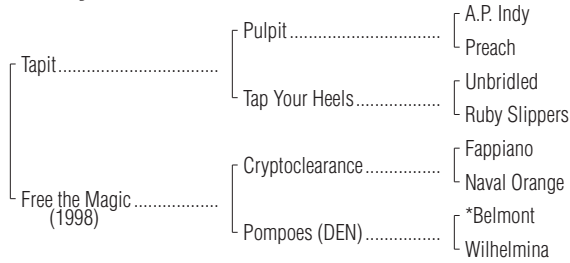 A.P. Indy
Pulpit................................
Preach
Tapit................................
Unbridled
Tap Your Heels.................
Ruby Slippers
Fappiano
Cryptoclearance...............
Naval Orange
Free the Magic.................
(1998)
*Belmont
Pompoes (DEN)...............
Wilhelmina